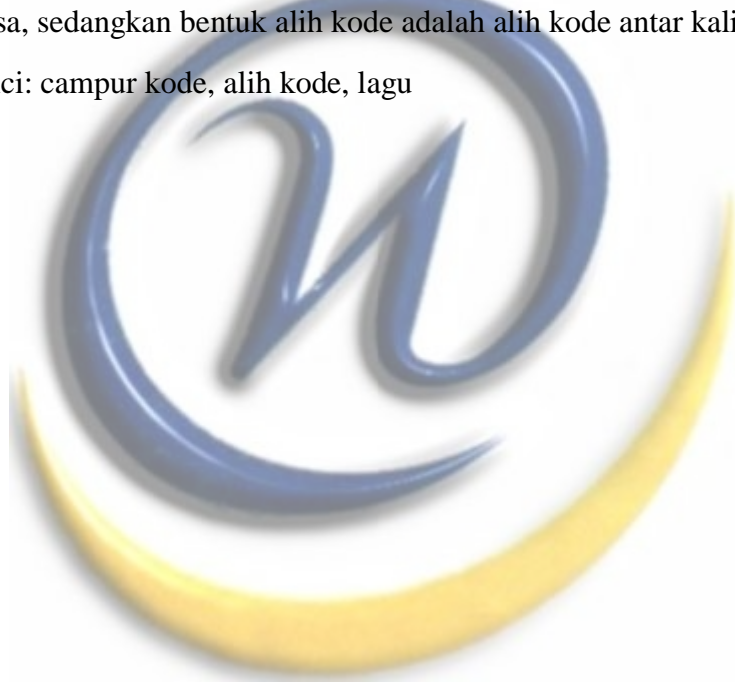 sa, sedangkan bentuk alih kode adalah alih kode antar kali
ci: campur kode, alih kode, lagu